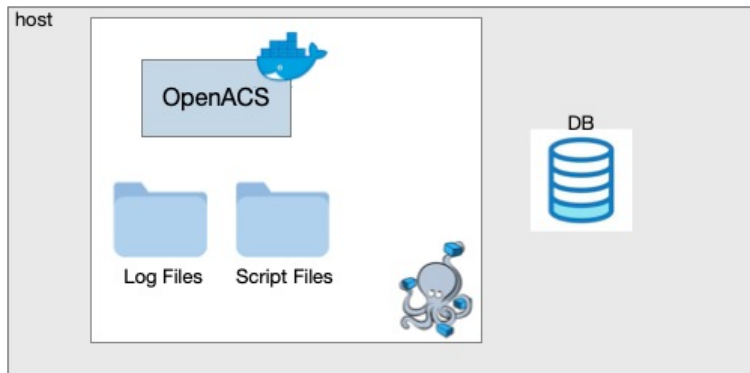 host
OpenACS
DB
Log Files
Script Files